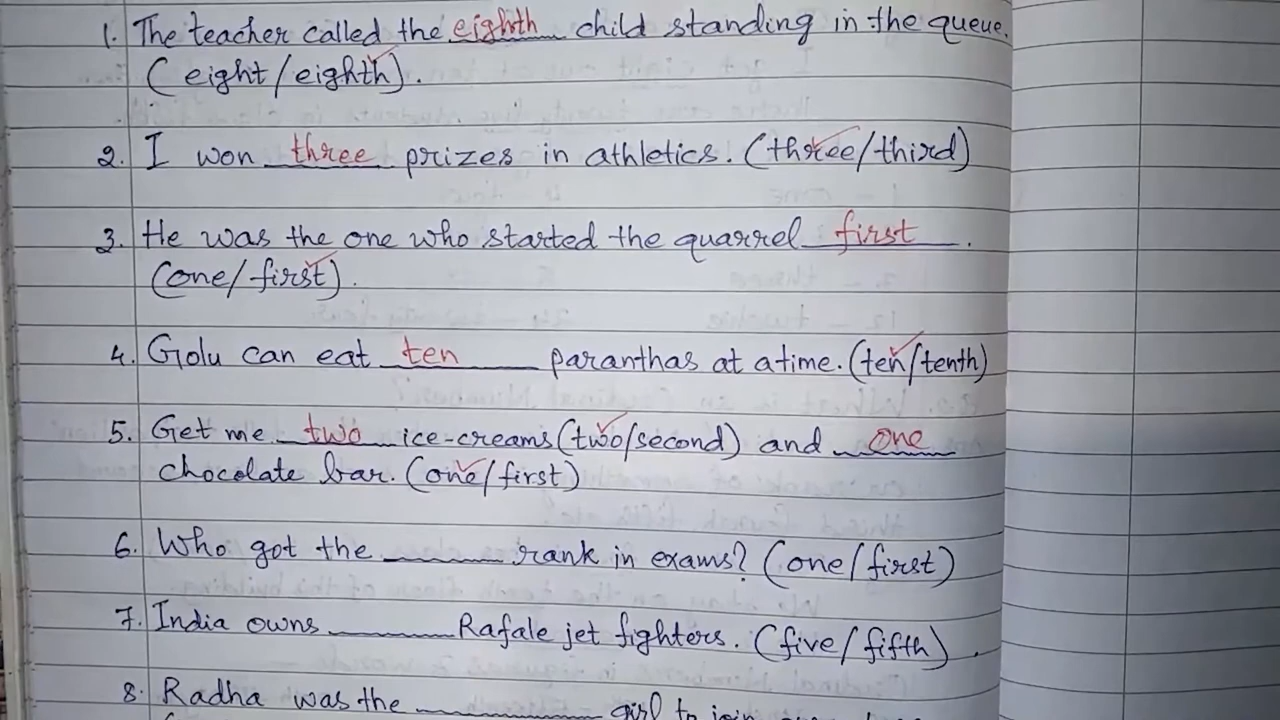 1. The teacher called the eighth child standing in the queue.
(eight/eighth).
2. I won three prizes in athletics. (three/third)
3. He was the one who started the quarrel first.
(one/first).
4. Golu can eat ten paranthas at a time. (ten/tenth)
5. Get me two ice-creams (two/second) and one
chocolate bar. (one/first)
6. Who got the ______ rank in exams? (one/first)
7. India owns ______ Rafale jet fighters. (five/fifth).
8. Radha was the ______ girl to join